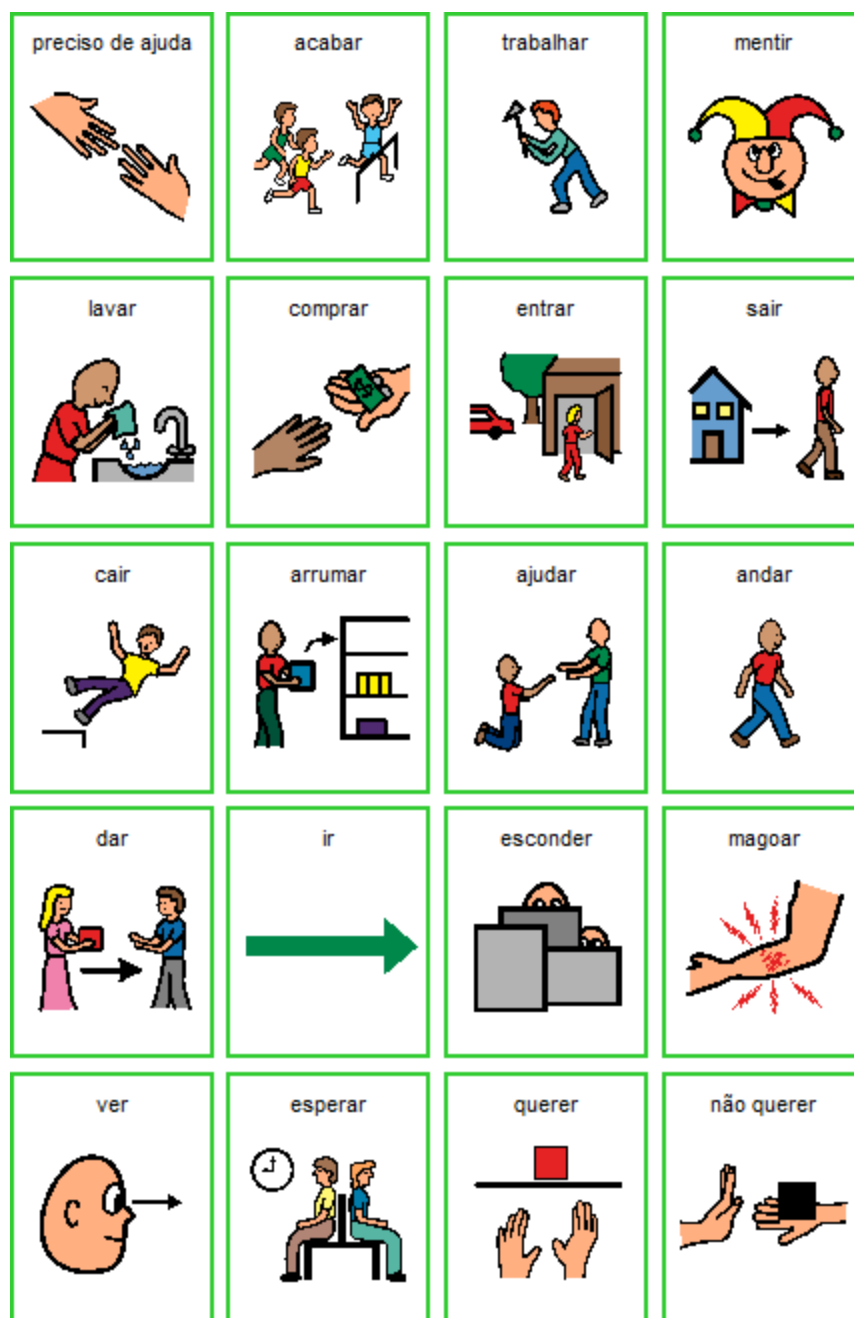 preciso de ajuda
acabar
trabalhar
mentir
lavar
comprar
entrar
sair
cair
arrumar
ajudar
andar
dar
ir
esconder
magoar
ver
esperar
querer
não querer